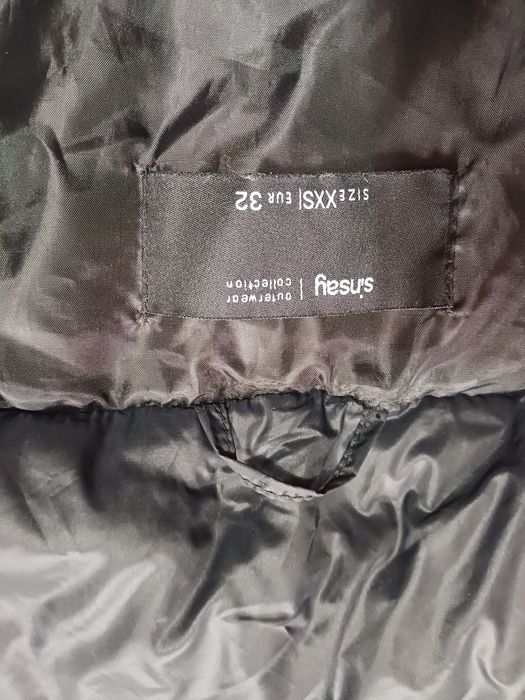 sinsay | outerwear
collection
SIZE XXS | EUR 32